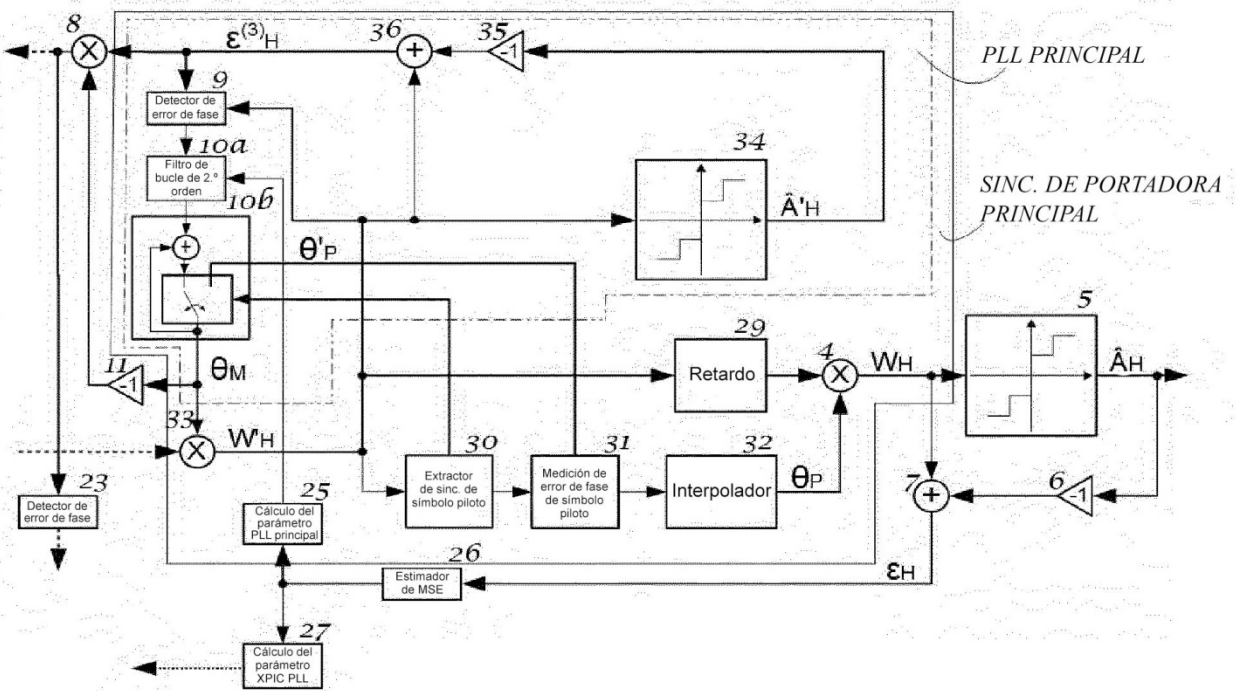 8
ε(3)H
36
35
-1
PLL PRINCIPAL
9
Detector de
error de fase
10a
Filtro de
bucle de 2.º
orden
10b
34
Â'H
SINC. DE PORTADORA
PRINCIPAL
θ'P
5
29
Retardo
4
WH
ÂH
11
-1
θM
33
W'H
30
Extractor
de sinc. de
símbolo piloto
31
Medición de
error de fase
de símbolo
piloto
32
Interpolador
θP
7
6
-1
23
Detector de
error de fase
25
Cálculo del
parámetro
PLL principal
26
Estimador
de MSE
εH
27
Cálculo del
parámetro
XPIC PLL